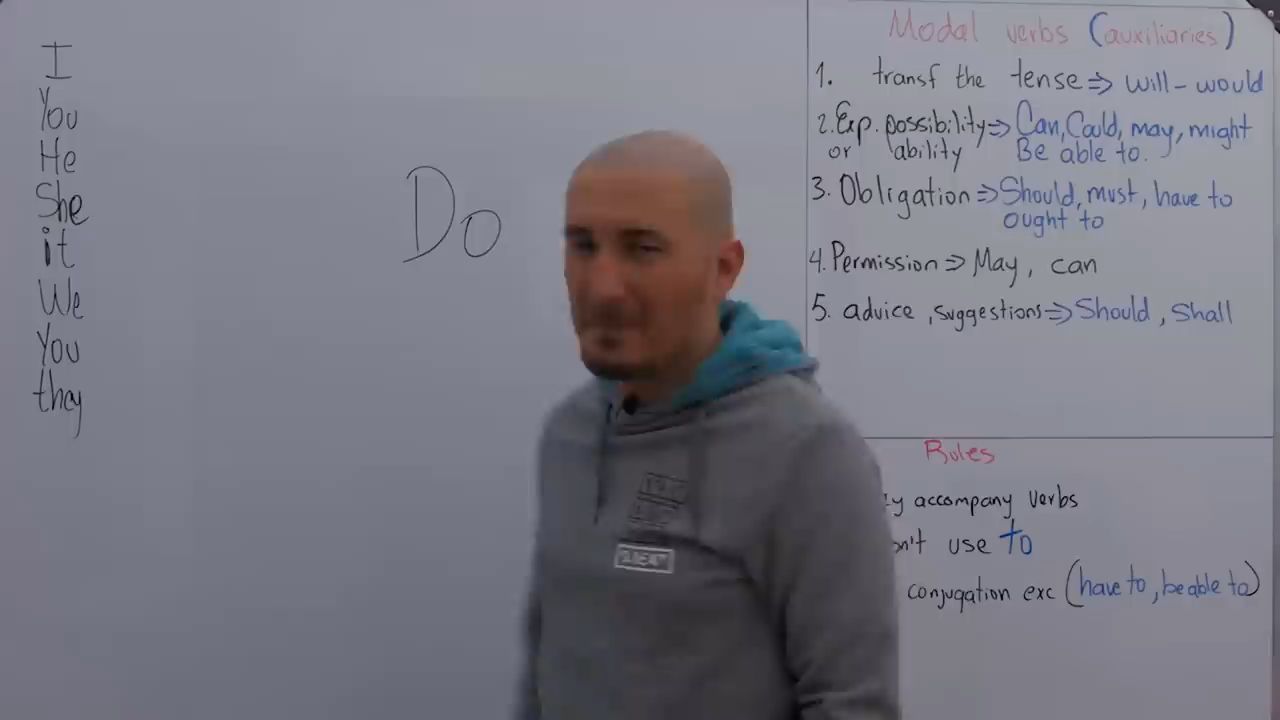 I
You
He
She
it
We
You
they
Do
Modal verbs (auxiliaries)
1. transf the tense => will - would
2. Exp. possibility => Can, Could, may, might
or ability Be able to.
3. Obligation => Should, must, have to
ought to
4. Permission => May, can
5. advice, suggestions => Should, Shall
Rules
accompany verbs
use to
conjugation exc (have to, be able to)